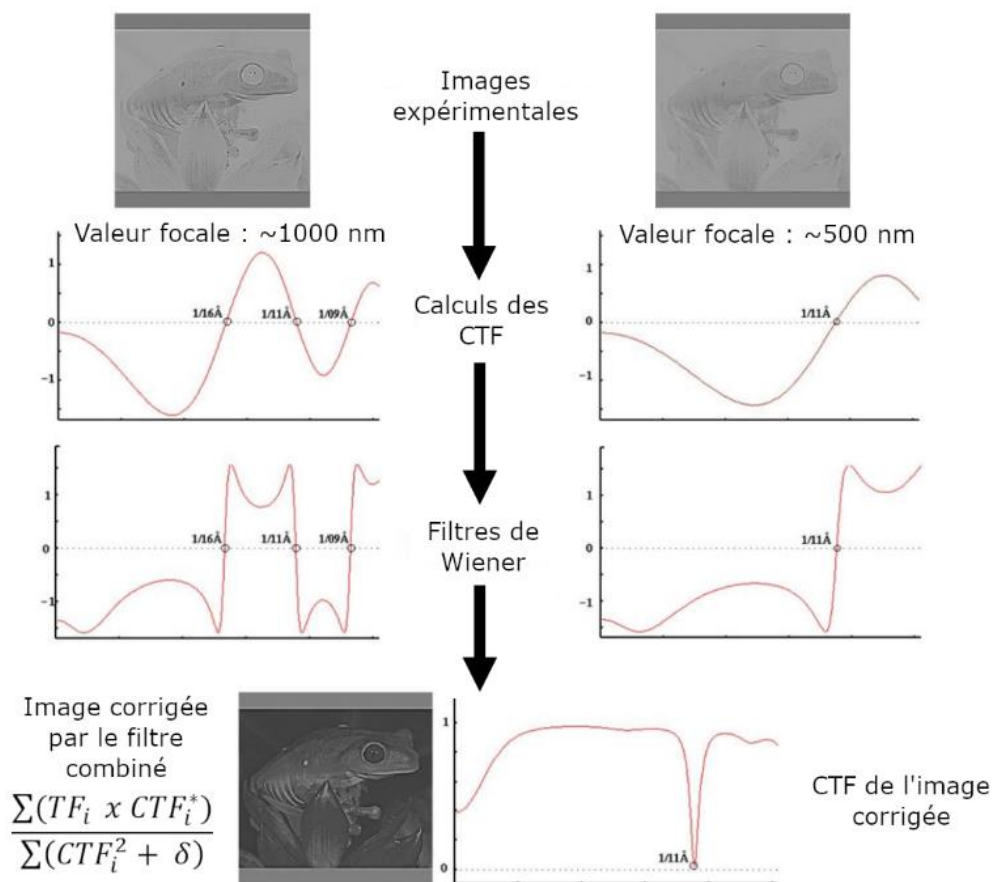 Images
expérimentales
Valeur focale : ~1000 nm
Valeur focale : ~500 nm
1
0
-1
1/16Å
1/11Å
1/09Å
Calculs des
CTF
1
0
-1
1/11Å
1
0
-1
1/16Å
1/11Å
1/09Å
Filtres de
Wiener
1
0
-1
1/11Å
Image corrigée
par le filtre
combiné
∑(TF_i x CTF_i^*)
∑(CTF_i^2 + δ)
1
0
1/11Å
CTF de l'image
corrigée